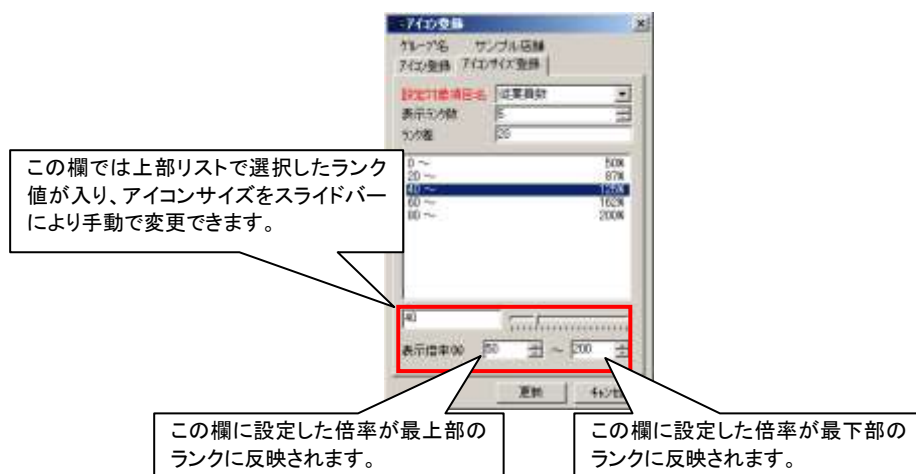 アイコン登録
グループ名 サンプル店舗
アイコン登録 アイコンサイズ登録
設定対象項目名 従業員数
表示ランク数 5
ランク差 20
0 ～ 50%
20 ～ 87%
40 ～ 125%
60 ～ 162%
80 ～ 200%
この欄では上部リストで選択したランク
値が入り、アイコンサイズをスライドバー
により手動で変更できます。
40
表示倍率(%) 50 ～ 200
更新 キャンセル
この欄に設定した倍率が最上部の
ランクに反映されます。
この欄に設定した倍率が最下部の
ランクに反映されます。